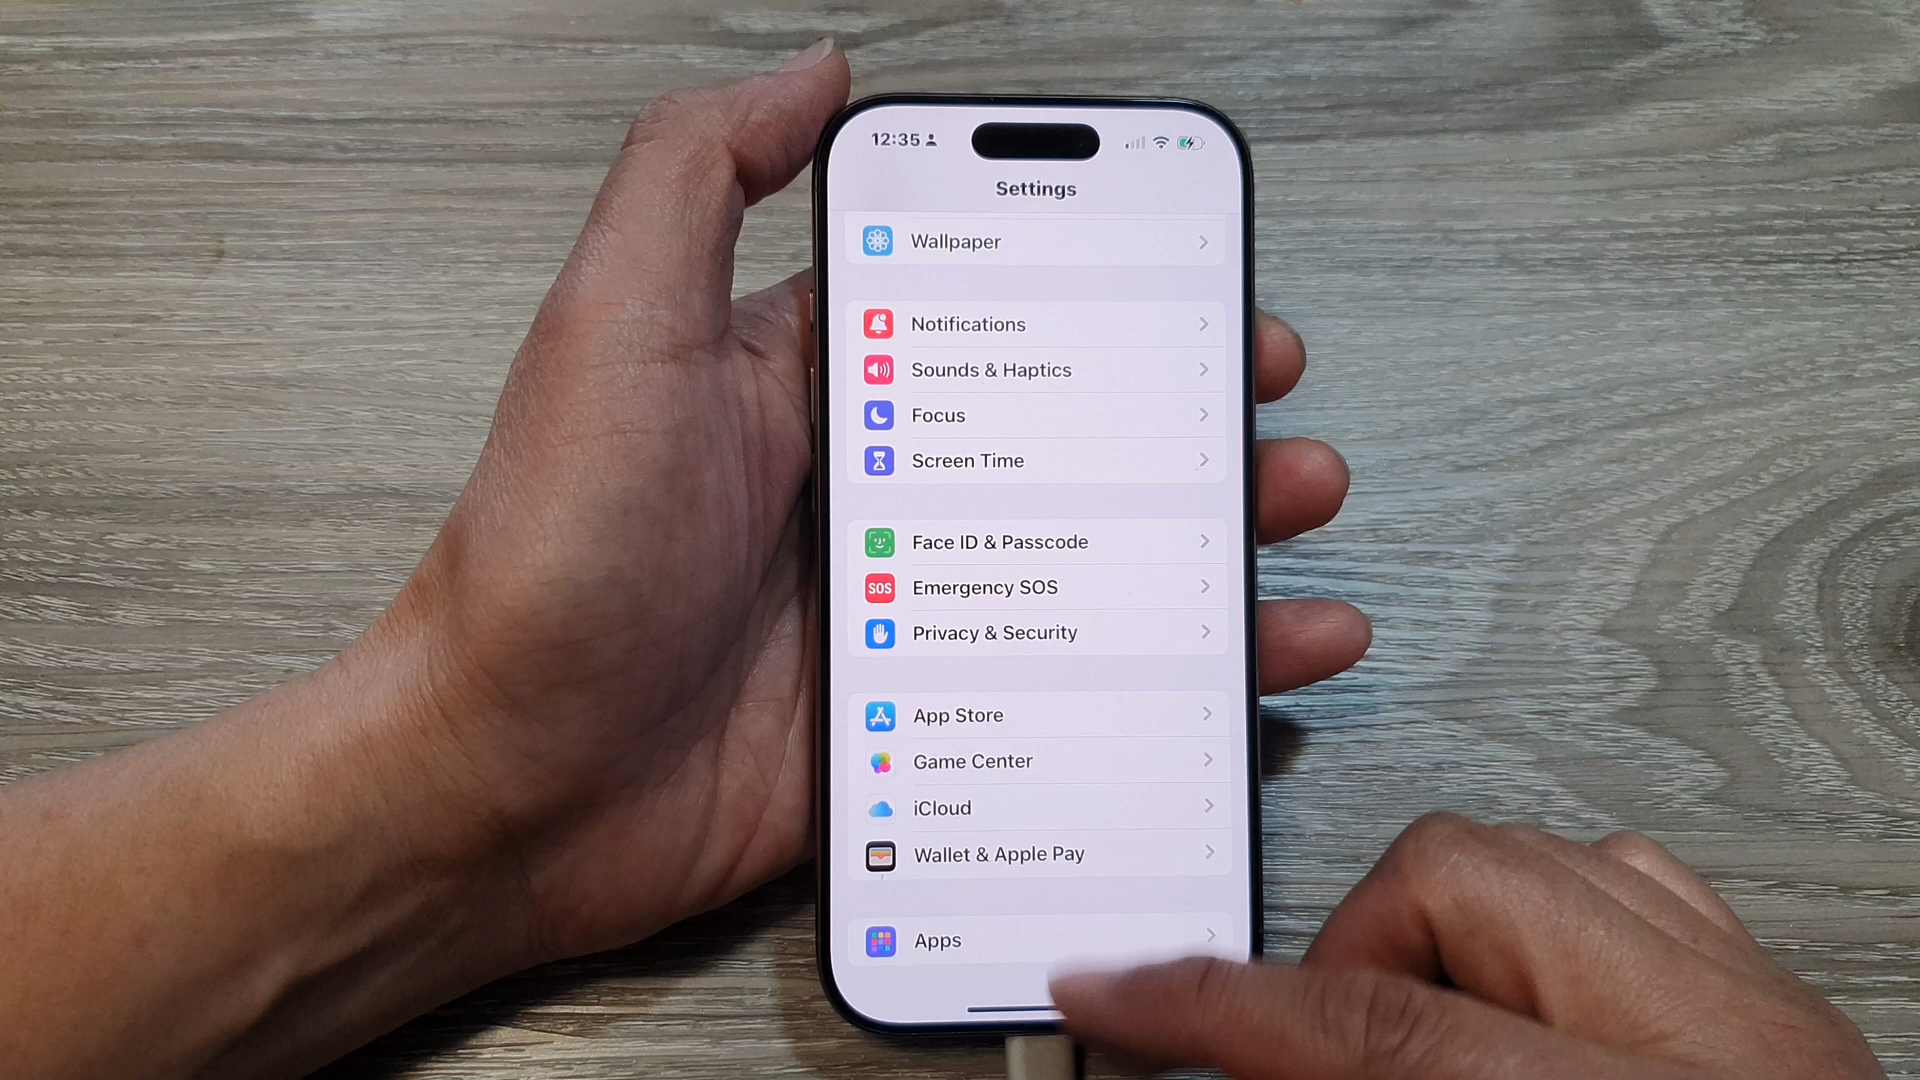 12:35
Settings
Wallpaper
Notifications
Sounds & Haptics
Focus
Screen Time
Face ID & Passcode
SOS Emergency SOS
Privacy & Security
App Store
Game Center
iCloud
Wallet & Apple Pay
Apps